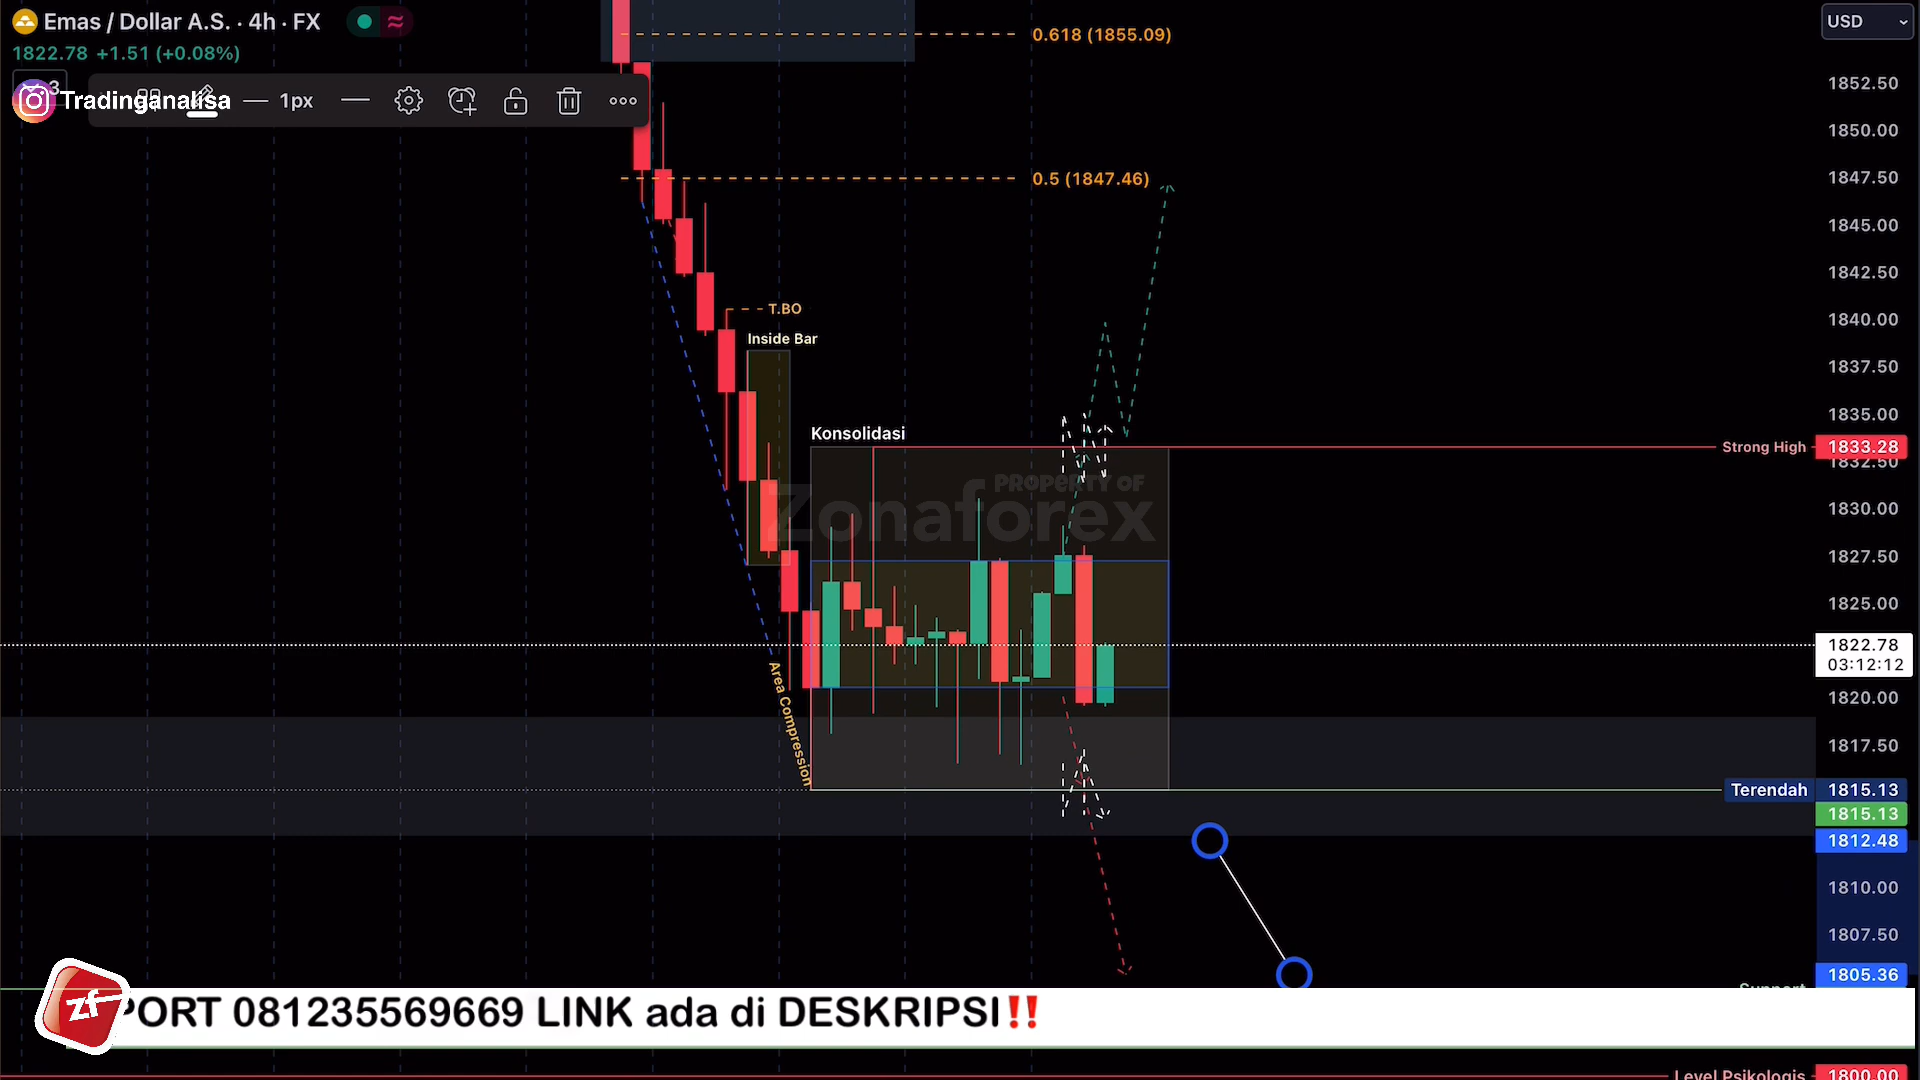 Emas / Dollar A.S. · 4h · FX
1822.78 +1.51 (+0.08%)
Tradinganalisa
1px
USD
0.618 (1855.09)
1852.50
1850.00
0.5 (1847.46)
1847.50
1845.00
1842.50
1840.00
T.BO
Inside Bar
1837.50
1835.00
Konsolidasi
Strong High
1833.28
1832.50
PROPERTY OF
Zonaforex
1830.00
1827.50
1825.00
1822.78
03:12:12
1820.00
Area Compression
1817.50
Terendah
1815.13
1815.13
1812.48
1810.00
1807.50
1805.36
Support
zf
PORT 081235569669 LINK ada di DESKRIPSI‼️
Level Psikologis
1800.00